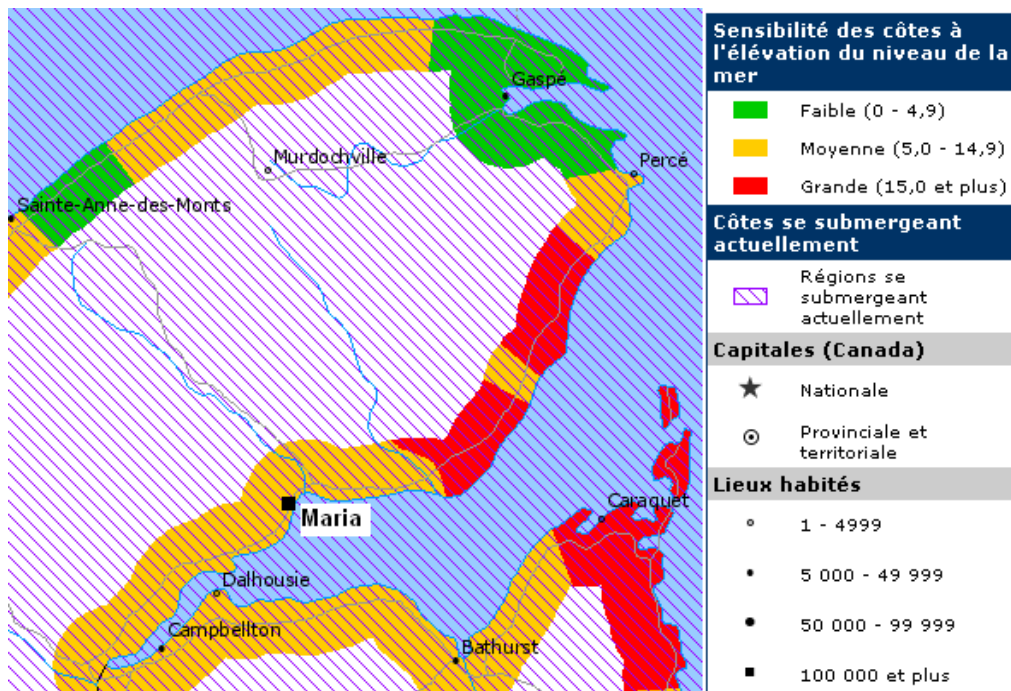 Gaspé
Murdochville
Percé
Sainte-Anne-des-Monts
Caraquet
Maria
Dalhousie
Campbellton
Bathurst
Sensibilité des côtes à
l'élévation du niveau de la
mer
Faible (0 - 4,9)
Moyenne (5,0 - 14,9)
Grande (15,0 et plus)
Côtes se submergeant
actuellement
Régions se
submergeant
actuellement
Capitales (Canada)
Nationale
Provinciale et
territoriale
Lieux habités
1 - 4999
5 000 - 49 999
50 000 - 99 999
100 000 et plus